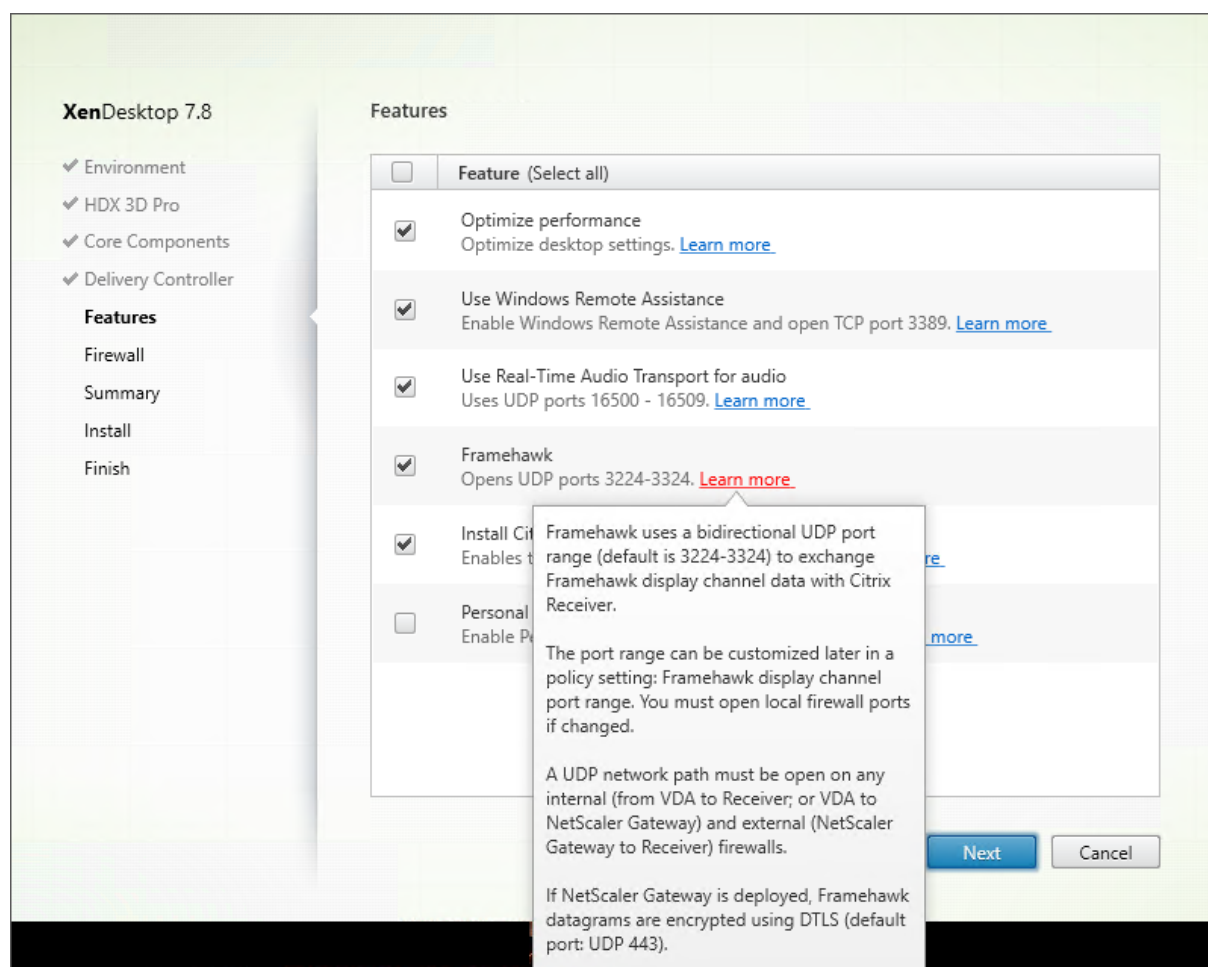 XenDesktop 7.8
Environment
HDX 3D Pro
Core Components
Delivery Controller
Features
Firewall
Summary
Install
Finish
Features
Feature (Select all)
Optimize performance
Optimize desktop settings. Learn more
Use Windows Remote Assistance
Enable Windows Remote Assistance and open TCP port 3389. Learn more
Use Real-Time Audio Transport for audio
Uses UDP ports 16500 - 16509. Learn more
Framehawk
Opens UDP ports 3224-3324. Learn more
Install
Enables
Personal
Enable
more
Framehawk uses a bidirectional UDP port
range (default is 3224-3324) to exchange
Framehawk display channel data with Citrix
Receiver.
The port range can be customized later in a
policy setting: Framehawk display channel
port range. You must open local firewall ports
if changed.
A UDP network path must be open on any
internal (from VDA to Receiver; or VDA to
NetScaler Gateway) and external (NetScaler
Gateway to Receiver) firewalls.
If NetScaler Gateway is deployed, Framehawk
datagrams are encrypted using DTLS (default
port: UDP 443).
Next
Cancel